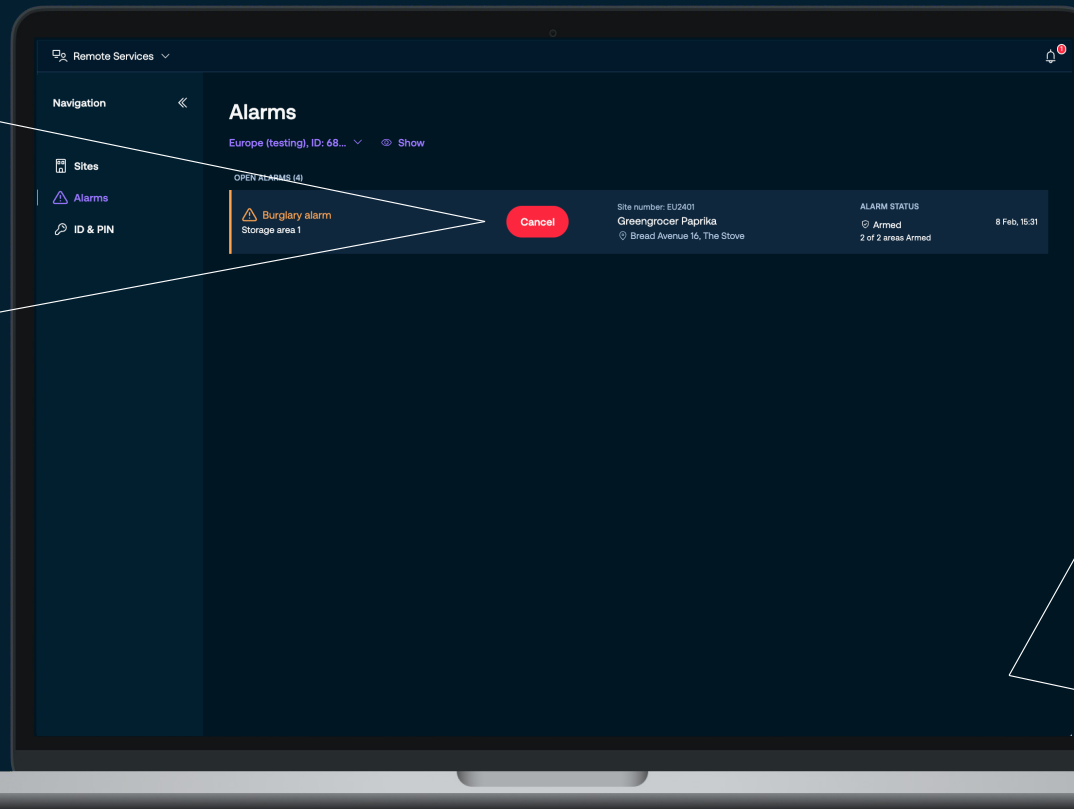 Remote Services
Navigation
Sites
Alarms
ID & PIN
Alarms
Europe (testing), ID: 68...
Show
OPEN ALARMS (4)
Burglary alarm
Storage area 1
Cancel
Site number: EU2401
Greengrocer Paprika
Bread Avenue 16, The Stove
ALARM STATUS
Armed
2 of 2 areas Armed
8 Feb, 15:31